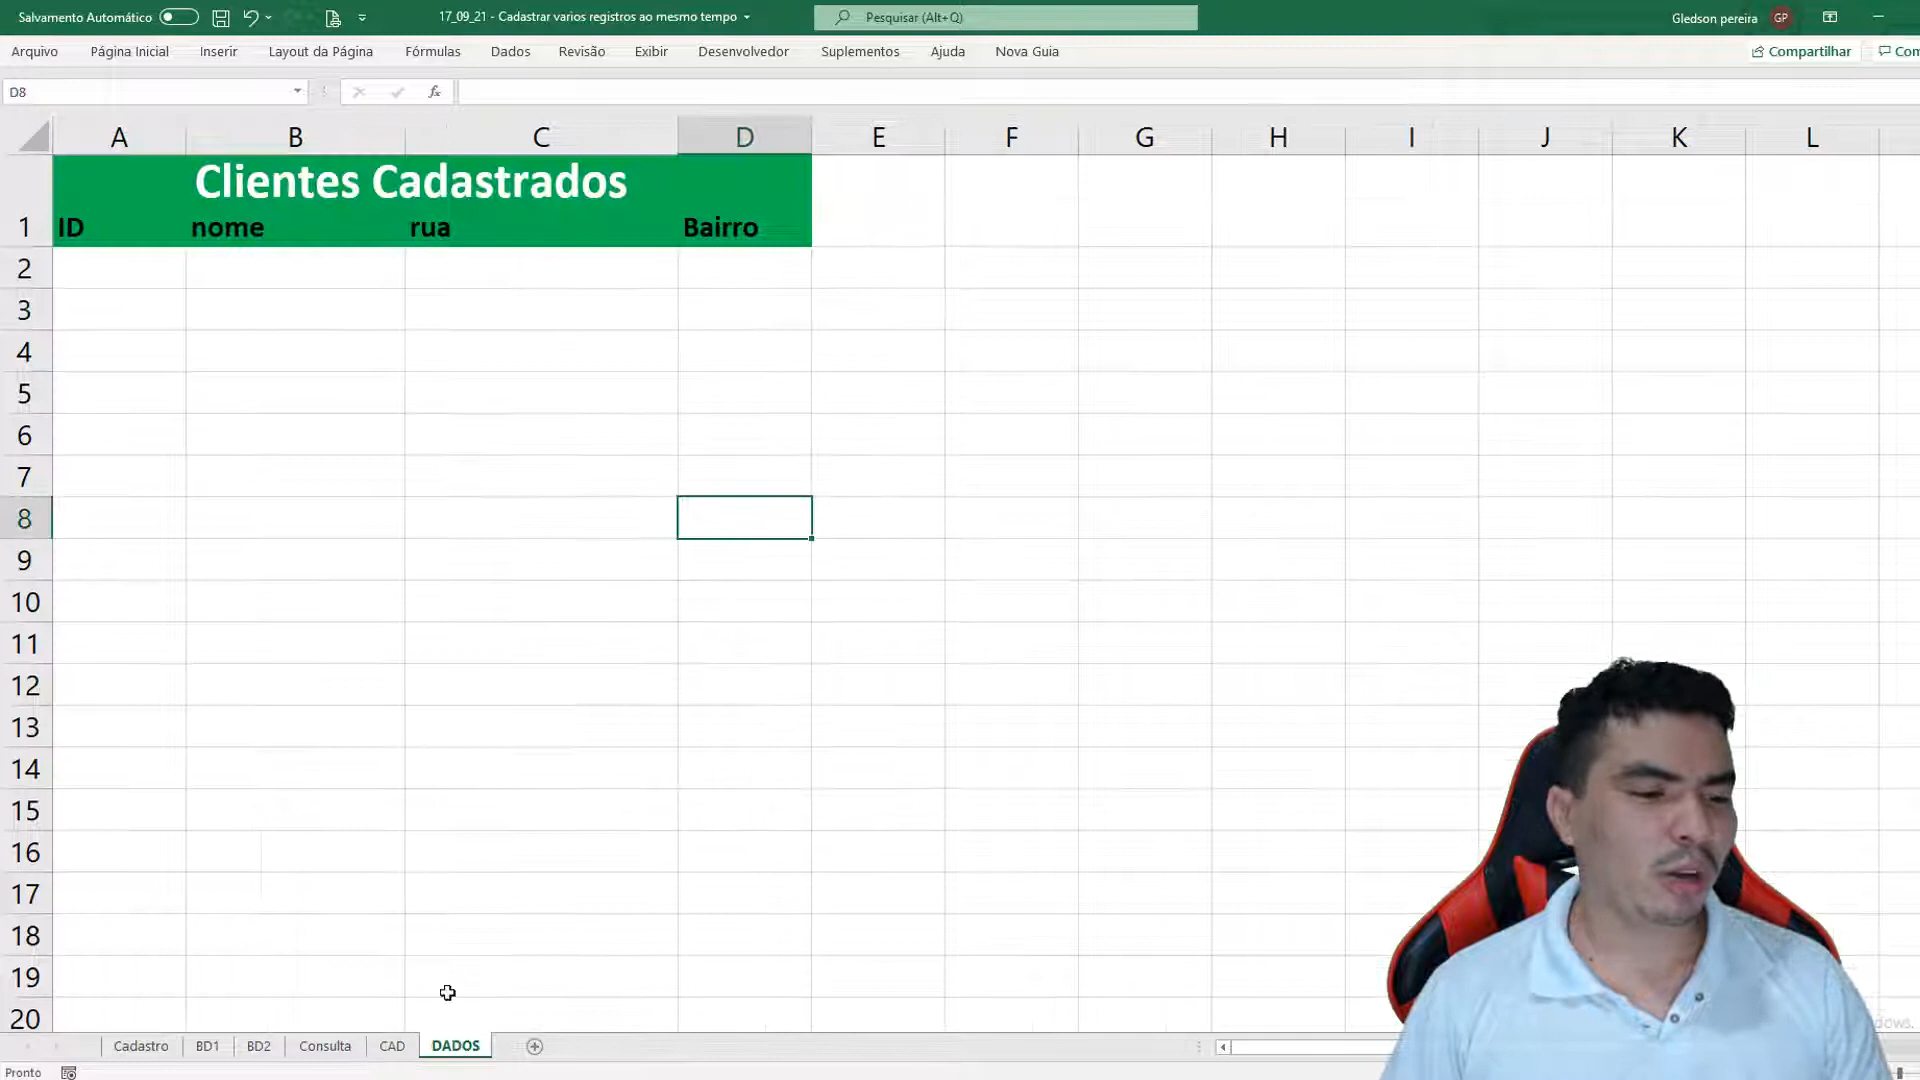 Salvamento Automático
17_09_21 - Cadastrar varios registros ao mesmo tempo
Pesquisar (Alt+Q)
Gledson pereira GP
Arquivo Página Inicial Inserir Layout da Página Fórmulas Dados Revisão Exibir Desenvolvedor Suplementos Ajuda Nova Guia Compartilhar Com
D8 fx
A B C D E F G H I J K L
Clientes Cadastrados
1 ID nome rua Bairro
2
3
4
5
6
7
8
9
10
11
12
13
14
15
16
17
18
19
20
dows.
Cadastro BD1 BD2 Consulta CAD DADOS
Pronto